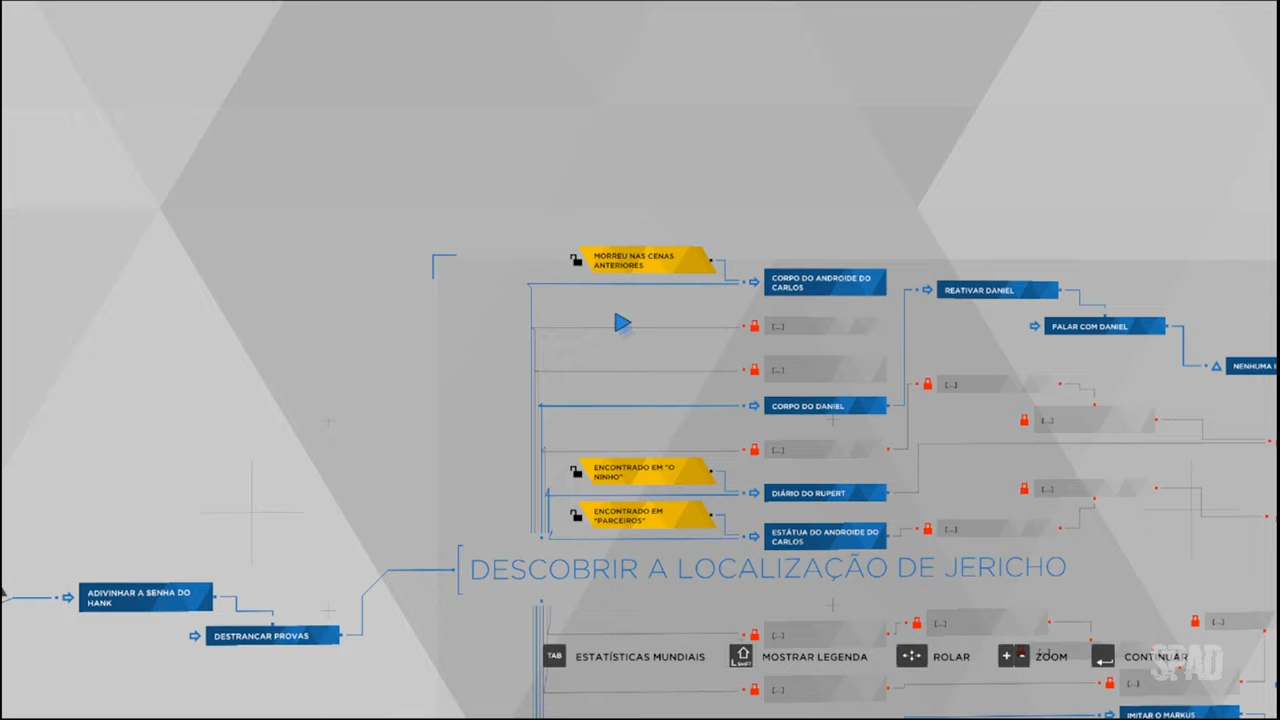 MORREU NAS CENAS
ANTERIORES
CORPO DO ANDROIDE DO
CARLOS
REATIVAR DANIEL
[...]
FALAR COM DANIEL
[...]
NENHUMA
[...]
CORPO DO DANIEL
[...]
[...]
ENCONTRADO EM "O
NINHO"
DIÁRIO DO RUPERT
[...]
ENCONTRADO EM
"PARCEIROS"
ESTÁTUA DO ANDROIDE DO
CARLOS
[...]
DESCOBRIR A LOCALIZAÇÃO DE JERICHO
ADIVINHAR A SENHA DO
HANK
DESTRANCAR PROVAS
[...]
[...]
[...]
TAB ESTATÍSTICAS MUNDIAIS
L SHIFT MOSTRAR LEGENDA
ROLAR
+ - ZOOM
CONTINUAR
SPAD
[...]
[...]
IMITAR O MARKUS